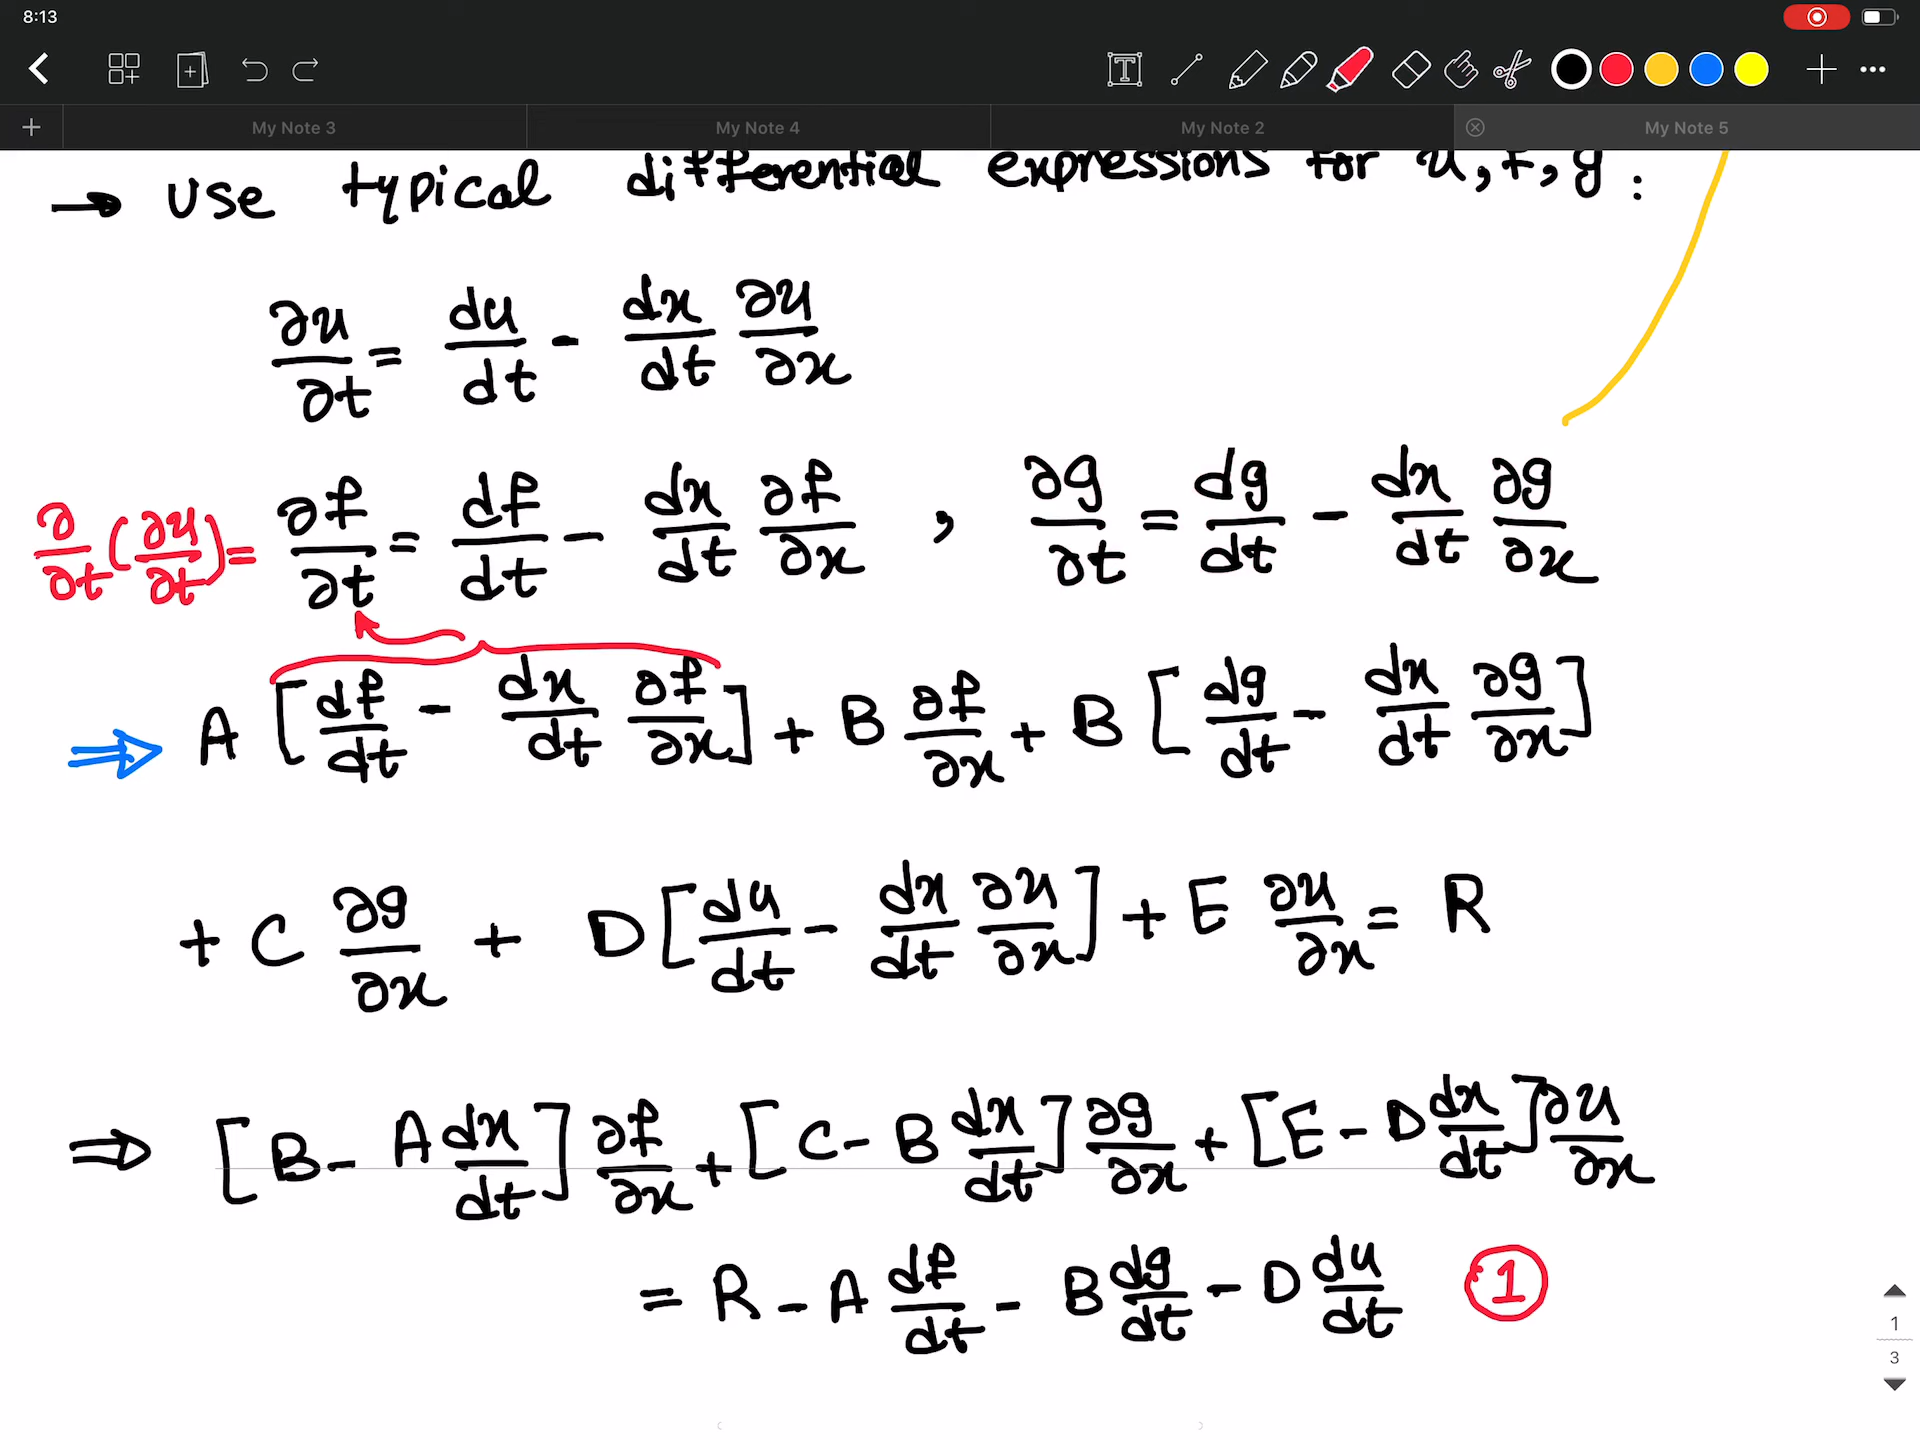 8:13
My Note 3 My Note 4 My Note 2 My Note 5
→ Use typical differential expressions for u, f, g :
∂u/∂t = du/dt - dx/dt ∂u/∂x
∂/∂t (∂u/∂t) = ∂f/∂t = df/dt - dx/dt ∂f/∂x , ∂g/∂t = dg/dt - dx/dt ∂g/∂x
⇒ A [df/dt - dx/dt ∂f/∂x] + B ∂f/∂x + B [dg/dt - dx/dt ∂g/∂x]
+ C ∂g/∂x + D [du/dt - dx/dt ∂u/∂x] + E ∂u/∂x = R
⇒ [B - A dx/dt] ∂f/∂x + [C - B dx/dt] ∂g/∂x + [E - D dx/dt] ∂u/∂x
= R - A df/dt - B dg/dt - D du/dt ①
1
3